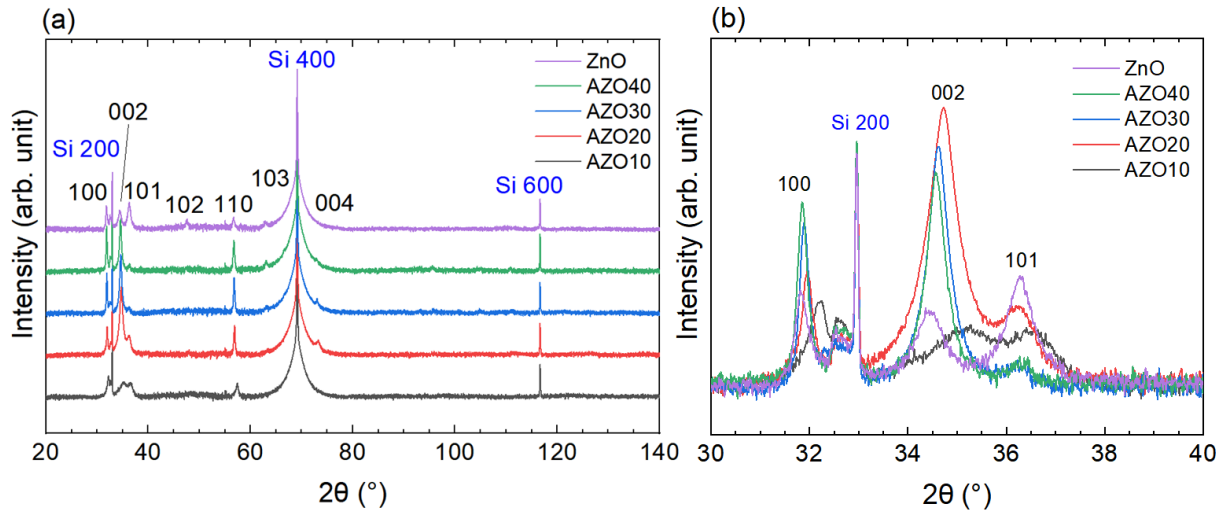 (a)
Si 400
ZnO
AZO40
AZO30
AZO20
AZO10
002
Si 200
100
101
102
110
103
004
Si 600
Intensity (arb. unit)
20 40 60 80 100 120 140
2θ (°)
(b)
ZnO
AZO40
AZO30
AZO20
AZO10
002
Si 200
100
101
Intensity (arb. unit)
30 32 34 36 38 40
2θ (°)